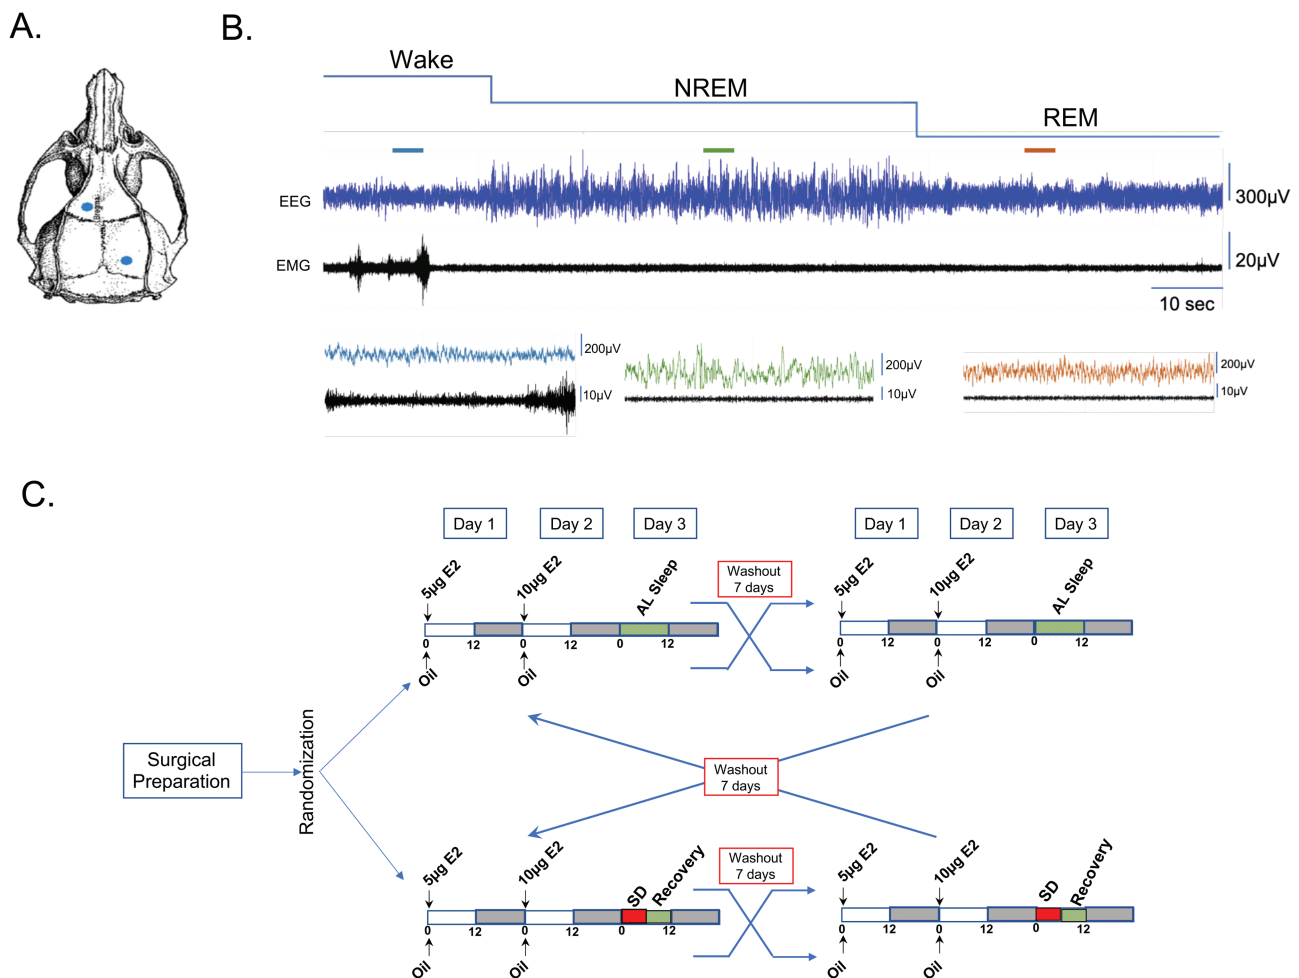 A.
B.
Wake
NREM
REM
Bregma
EEG
300µV
EMG
20µV
10 sec
200µV
10µV
200µV
10µV
200µV
10µV
C.
Day 1
Day 2
Day 3
Day 1
Day 2
Day 3
5µg E2
10µg E2
AL Sleep
Washout
7 days
5µg E2
10µg E2
AL Sleep
0
12
0
12
0
12
0
12
0
12
0
12
Oil
Oil
Oil
Oil
Surgical
Preparation
Randomization
Washout
7 days
5µg E2
10µg E2
SD
Recovery
Washout
7 days
5µg E2
10µg E2
SD
Recovery
0
12
0
12
0
12
0
12
0
12
0
12
Oil
Oil
Oil
Oil